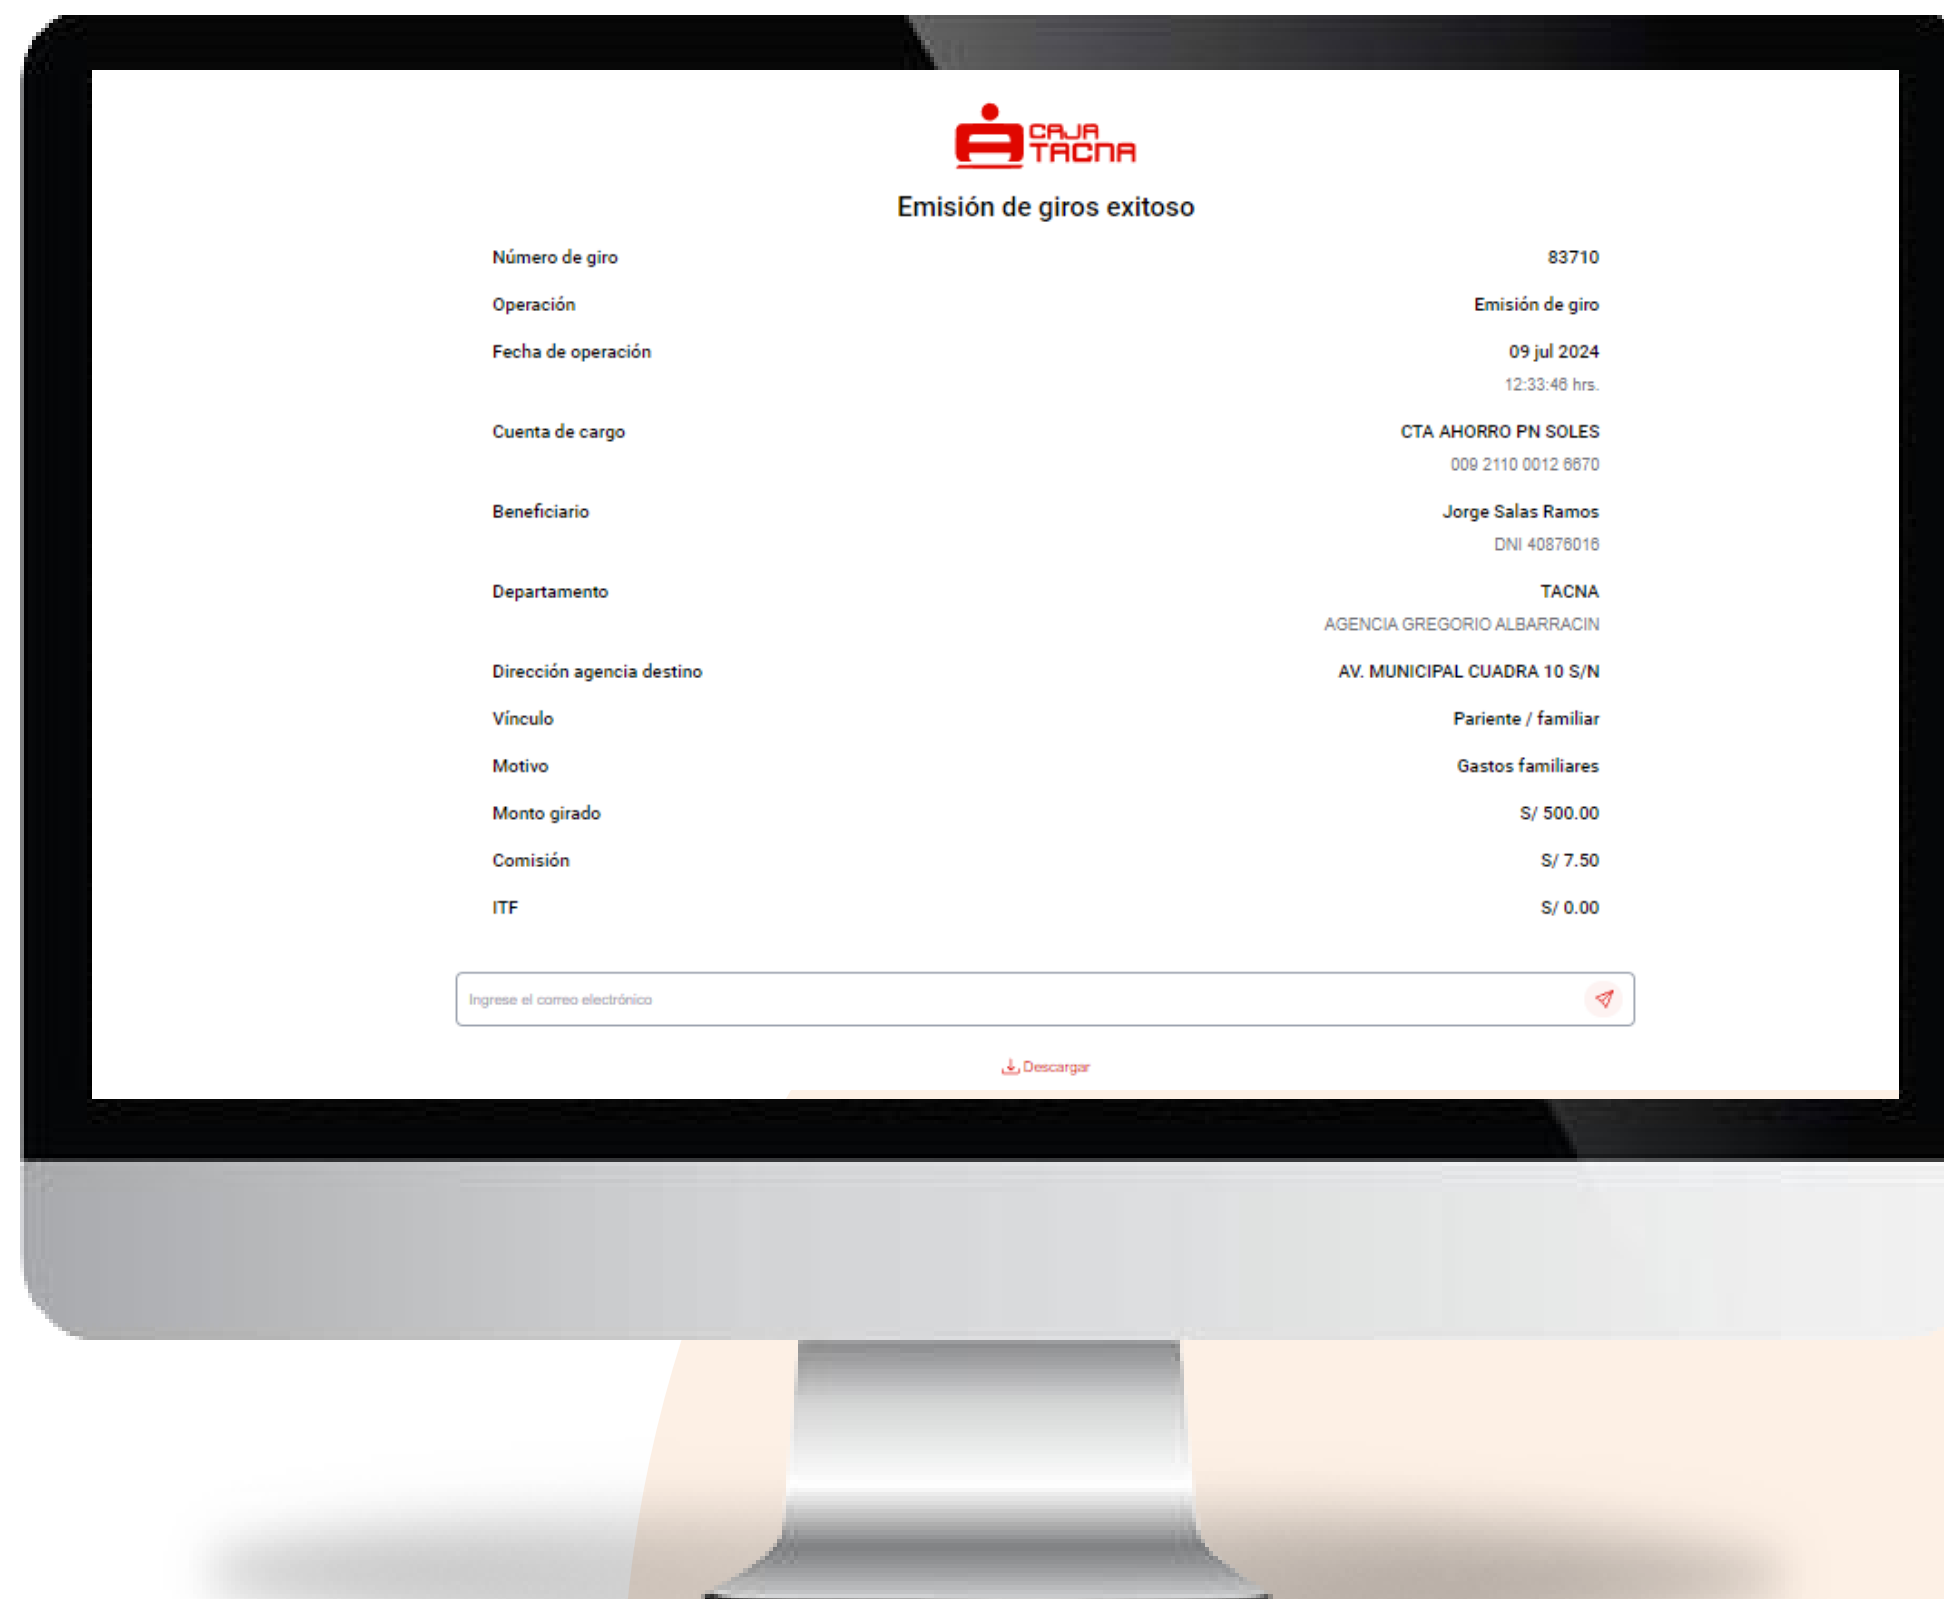 CAJA
TACNA
Emisión de giros exitoso
Número de giro 83710
Operación Emisión de giro
Fecha de operación 09 jul 2024
12:33:46 hrs.
Cuenta de cargo CTA AHORRO PN SOLES
009 2110 0012 6670
Beneficiario Jorge Salas Ramos
DNI 40876016
Departamento TACNA
AGENCIA GREGORIO ALBARRACIN
Dirección agencia destino AV. MUNICIPAL CUADRA 10 S/N
Vínculo Pariente / familiar
Motivo Gastos familiares
Monto girado S/ 500.00
Comisión S/ 7.50
ITF S/ 0.00
Ingrese el correo electrónico
Descargar